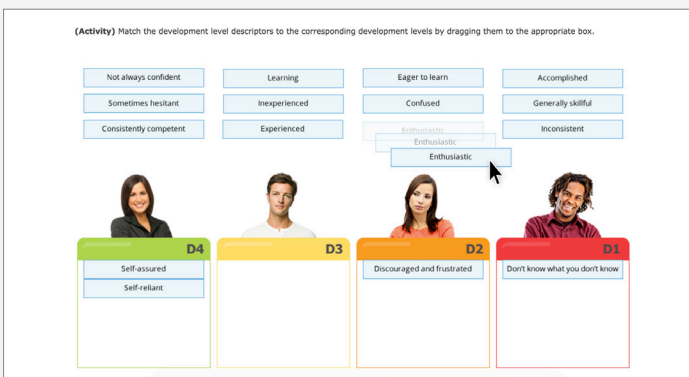 (Activity) Match the development level descriptors to the corresponding development levels by dragging them to the appropriate box.
Not always confident
Learning
Eager to learn
Accomplished
Sometimes hesitant
Inexperienced
Confused
Generally skillful
Consistently competent
Experienced
Enthusiastic
Inconsistent
Enthusiastic
Enthusiastic
D4
D3
D2
D1
Self-assured
Discouraged and frustrated
Don't know what you don't know
Self-reliant